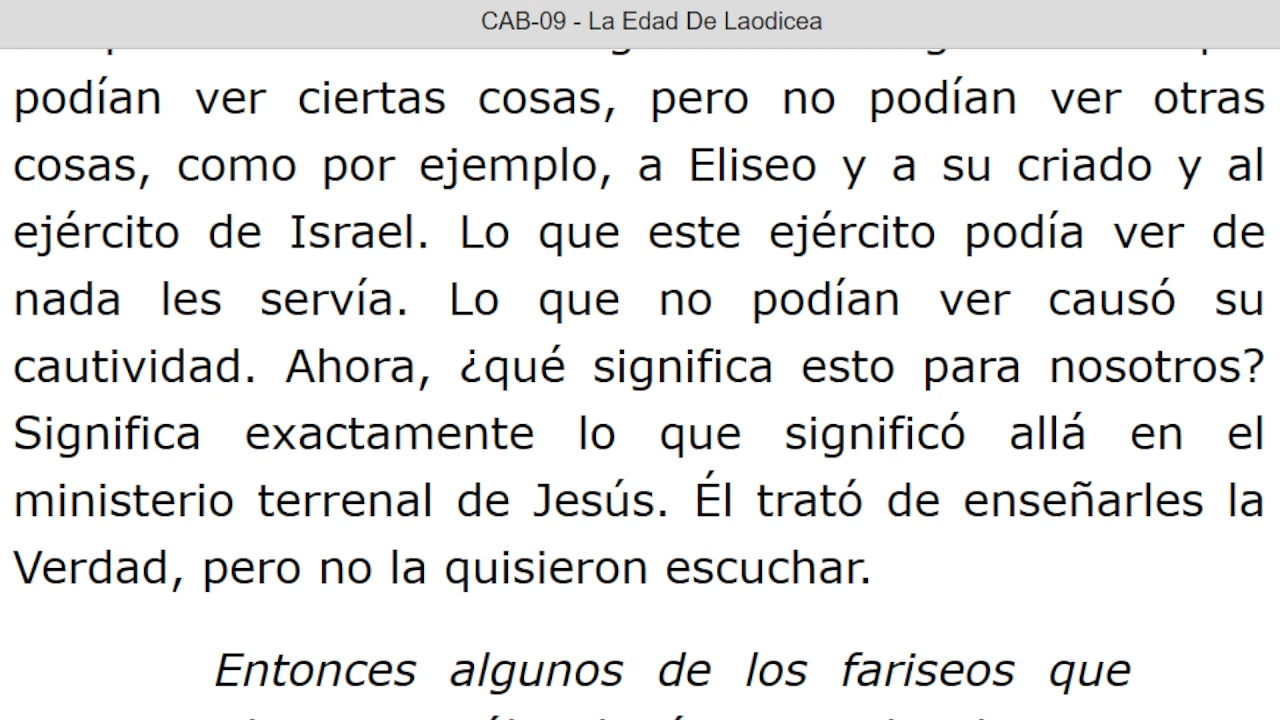 CAB-09 - La Edad De Laodicea
podían ver ciertas cosas, pero no podían ver otras
cosas, como por ejemplo, a Eliseo y a su criado y al
ejército de Israel. Lo que este ejército podía ver de
nada les servía. Lo que no podían ver causó su
cautividad. Ahora, ¿qué significa esto para nosotros?
Significa exactamente lo que significó allá en el
ministerio terrenal de Jesús. Él trató de enseñarles la
Verdad, pero no la quisieron escuchar.
Entonces algunos de los fariseos que